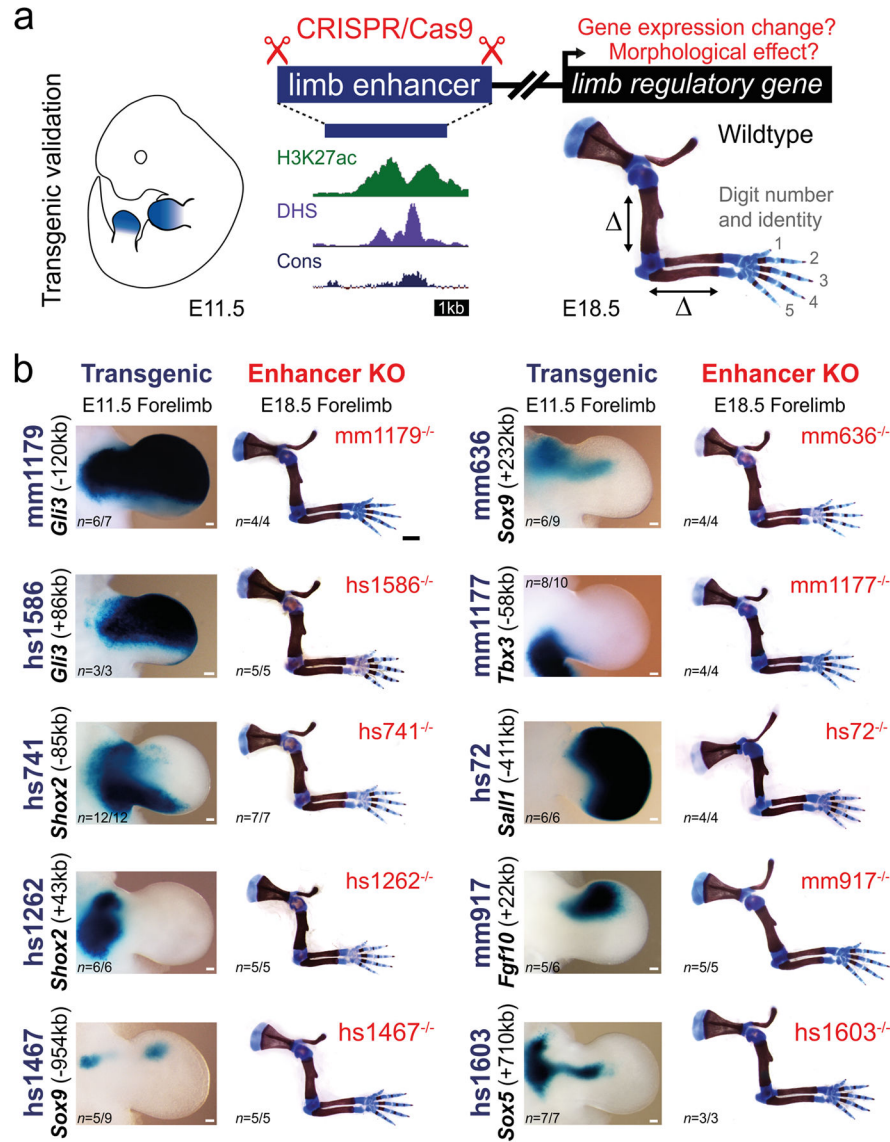 a
CRISPR/Cas9
Gene expression change?
Morphological effect?
limb enhancer
limb regulatory gene
Transgenic validation
H3K27ac
DHS
Cons
1kb
E11.5
Wildtype
Digit number
and identity
Δ
Δ
1
2
3
4
5
E18.5
b
Transgenic
Enhancer KO
E11.5 Forelimb
E18.5 Forelimb
mm1179
Gli3 (-120kb)
n=6/7
mm1179-/-
n=4/4
hs1586
Gli3 (+86kb)
n=3/3
hs1586-/-
n=5/5
hs741
Shox2 (-85kb)
n=12/12
hs741-/-
n=7/7
hs1262
Shox2 (+43kb)
n=6/6
hs1262-/-
n=5/5
hs1467
Sox9 (-954kb)
n=5/9
hs1467-/-
n=5/5
Transgenic
Enhancer KO
E11.5 Forelimb
E18.5 Forelimb
mm636
Sox9 (+232kb)
n=6/9
mm636-/-
n=4/4
mm1177
Tbx3 (-58kb)
n=8/10
mm1177-/-
n=4/4
hs72
Sall1 (-411kb)
n=6/6
hs72-/-
n=4/4
mm917
Fgf10 (+22kb)
n=5/6
mm917-/-
n=5/5
hs1603
Sox5 (+710kb)
n=7/7
hs1603-/-
n=3/3